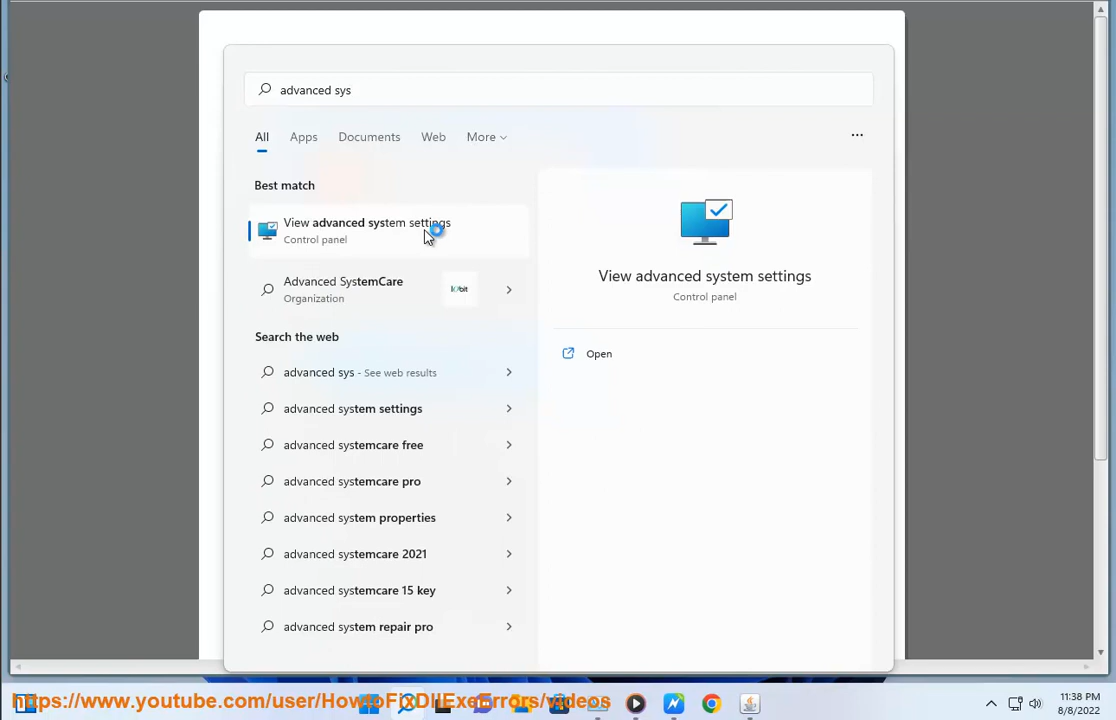 advanced sys
All Apps Documents Web More
Best match
View advanced system settings
Control panel
Advanced SystemCare
Organization
IObit
Search the web
advanced sys - See web results
advanced system settings
advanced systemcare free
advanced systemcare pro
advanced system properties
advanced systemcare 2021
advanced systemcare 15 key
advanced system repair pro
View advanced system settings
Control panel
Open
https://www.youtube.com/user/HowtoFixDllExeErrors/videos
11:38 PM
8/8/2022